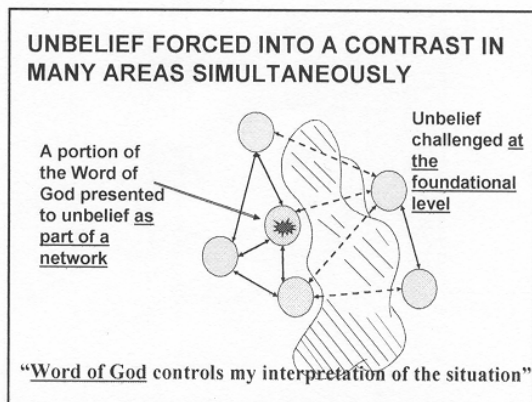 UNBELIEF FORCED INTO A CONTRAST IN
MANY AREAS SIMULTANEOUSLY
A portion of
the Word of
God presented
to unbelief as
part of a
network
Unbelief
challenged at
the
foundational
level
“Word of God controls my interpretation of the situation”